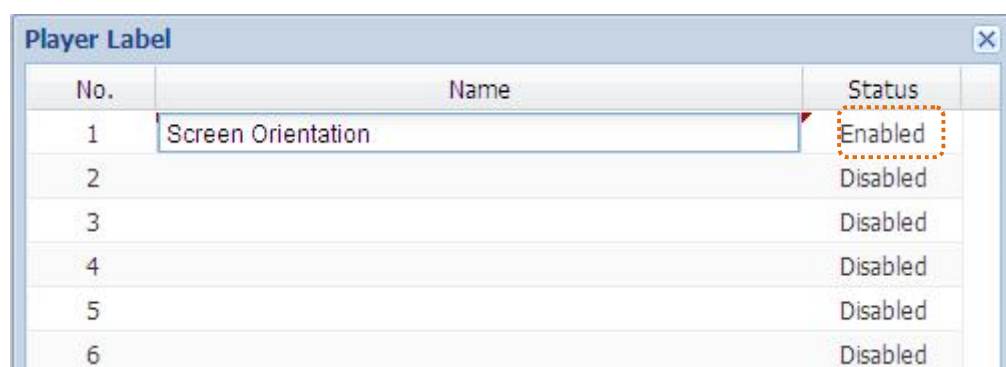 Player Label
No. Name Status
1 Screen Orientation Enabled
2 Disabled
3 Disabled
4 Disabled
5 Disabled
6 Disabled